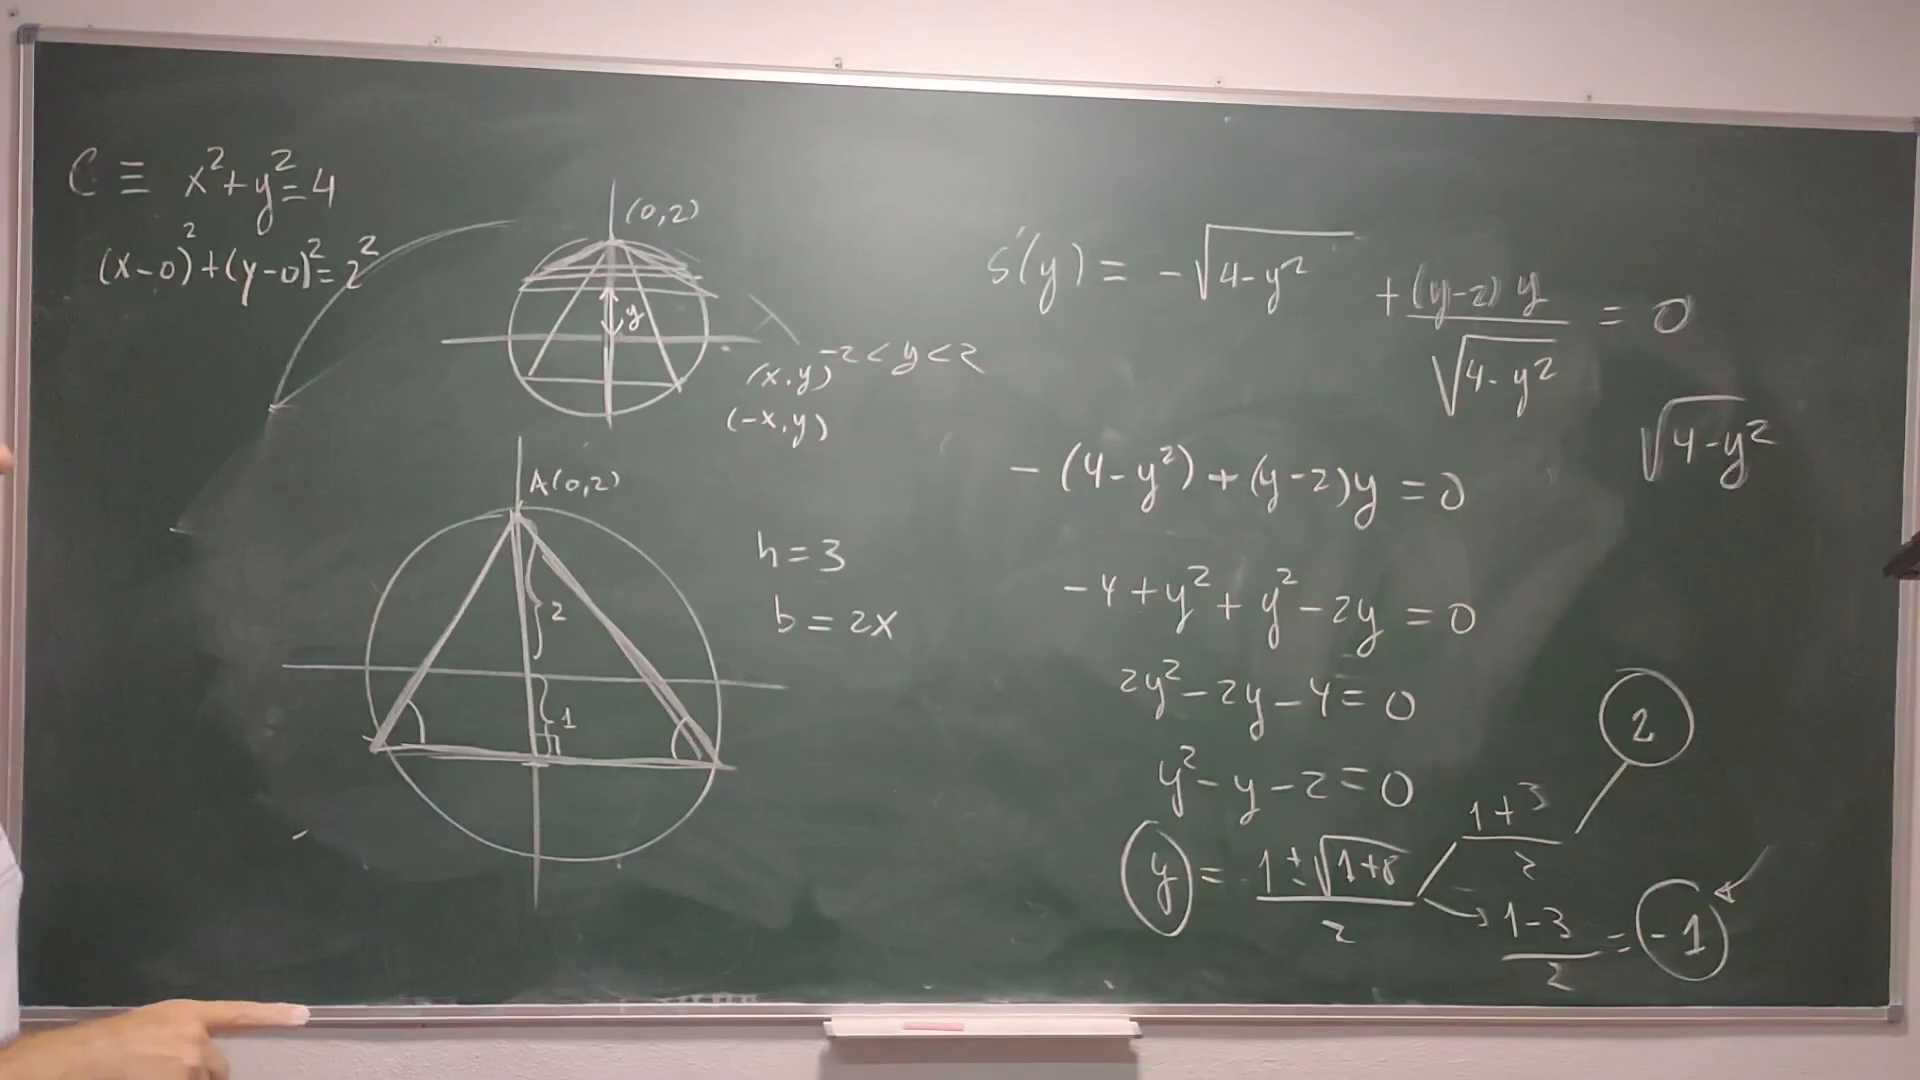 C ≡ x²+y²=4
(x-0)²+(y-0)²=2²
(0,2)
y
-2<y<2
(x,y)
(-x,y)
A(0,2)
2
1
h=3
b=2x
s'(y) = -√(4-y²) + (y-2)y/√(4-y²) = 0
√(4-y²)
-(4-y²)+(y-2)y=0
-4+y²+y²-2y=0
2y²-2y-4=0
y²-y-2=0
y = (1±√(1+8))/2
(1+3)/2
2
(1-3)/2 = -1